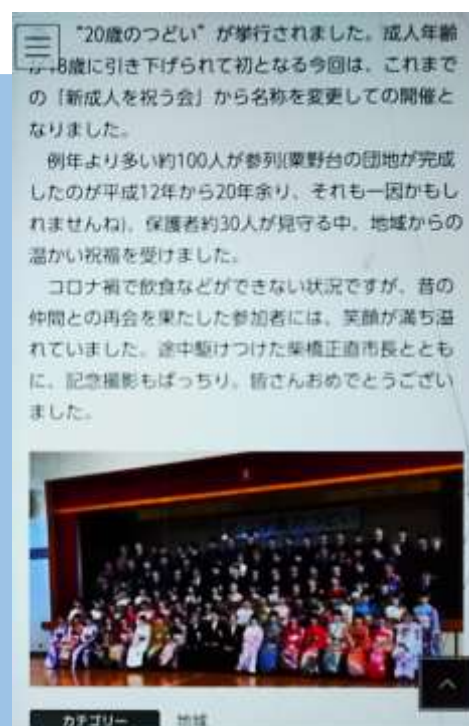 “20歳のつどい”が挙行されました。成人年齢
が18歳に引き下げられて初となる今回は、これまで
の「新成人を祝う会」から名称を変更しての開催と
なりました。
例年より多い約100人が参列(粟野台の団地が完成
したのが平成12年から20年余り、それも一因かもし
れませんね)、保護者約30人が見守る中、地域からの
温かい祝福を受けました。
コロナ禍で飲食などができない状況ですが、昔の
仲間との再会を果たした参加者には、笑顔が満ち溢
れていました。途中駆けつけた柴橋正直市長ととも
に、記念撮影もばっちり。皆さんおめでとうござい
ました。
カテゴリー 地域